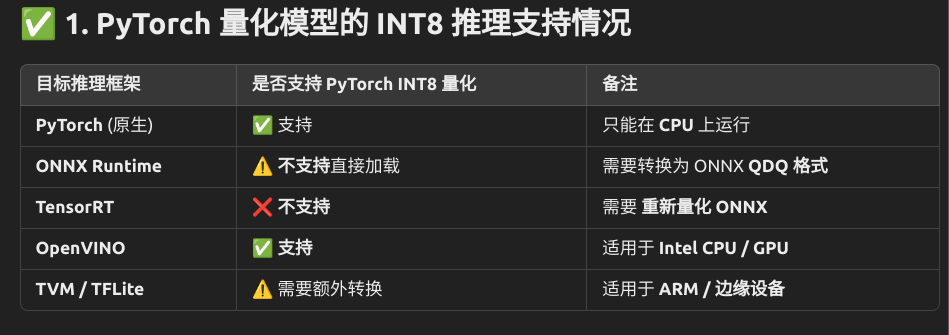 ✅ 1. PyTorch 量化模型的 INT8 推理支持情况
目标推理框架 是否支持 PyTorch INT8 量化 备注
PyTorch (原生) ✅ 支持 只能在 CPU 上运行
ONNX Runtime ⚠️ 不支持直接加载 需要转换为 ONNX QDQ 格式
TensorRT ❌ 不支持 需要 重新量化 ONNX
OpenVINO ✅ 支持 适用于 Intel CPU / GPU
TVM / TFLite ⚠️ 需要额外转换 适用于 ARM / 边缘设备